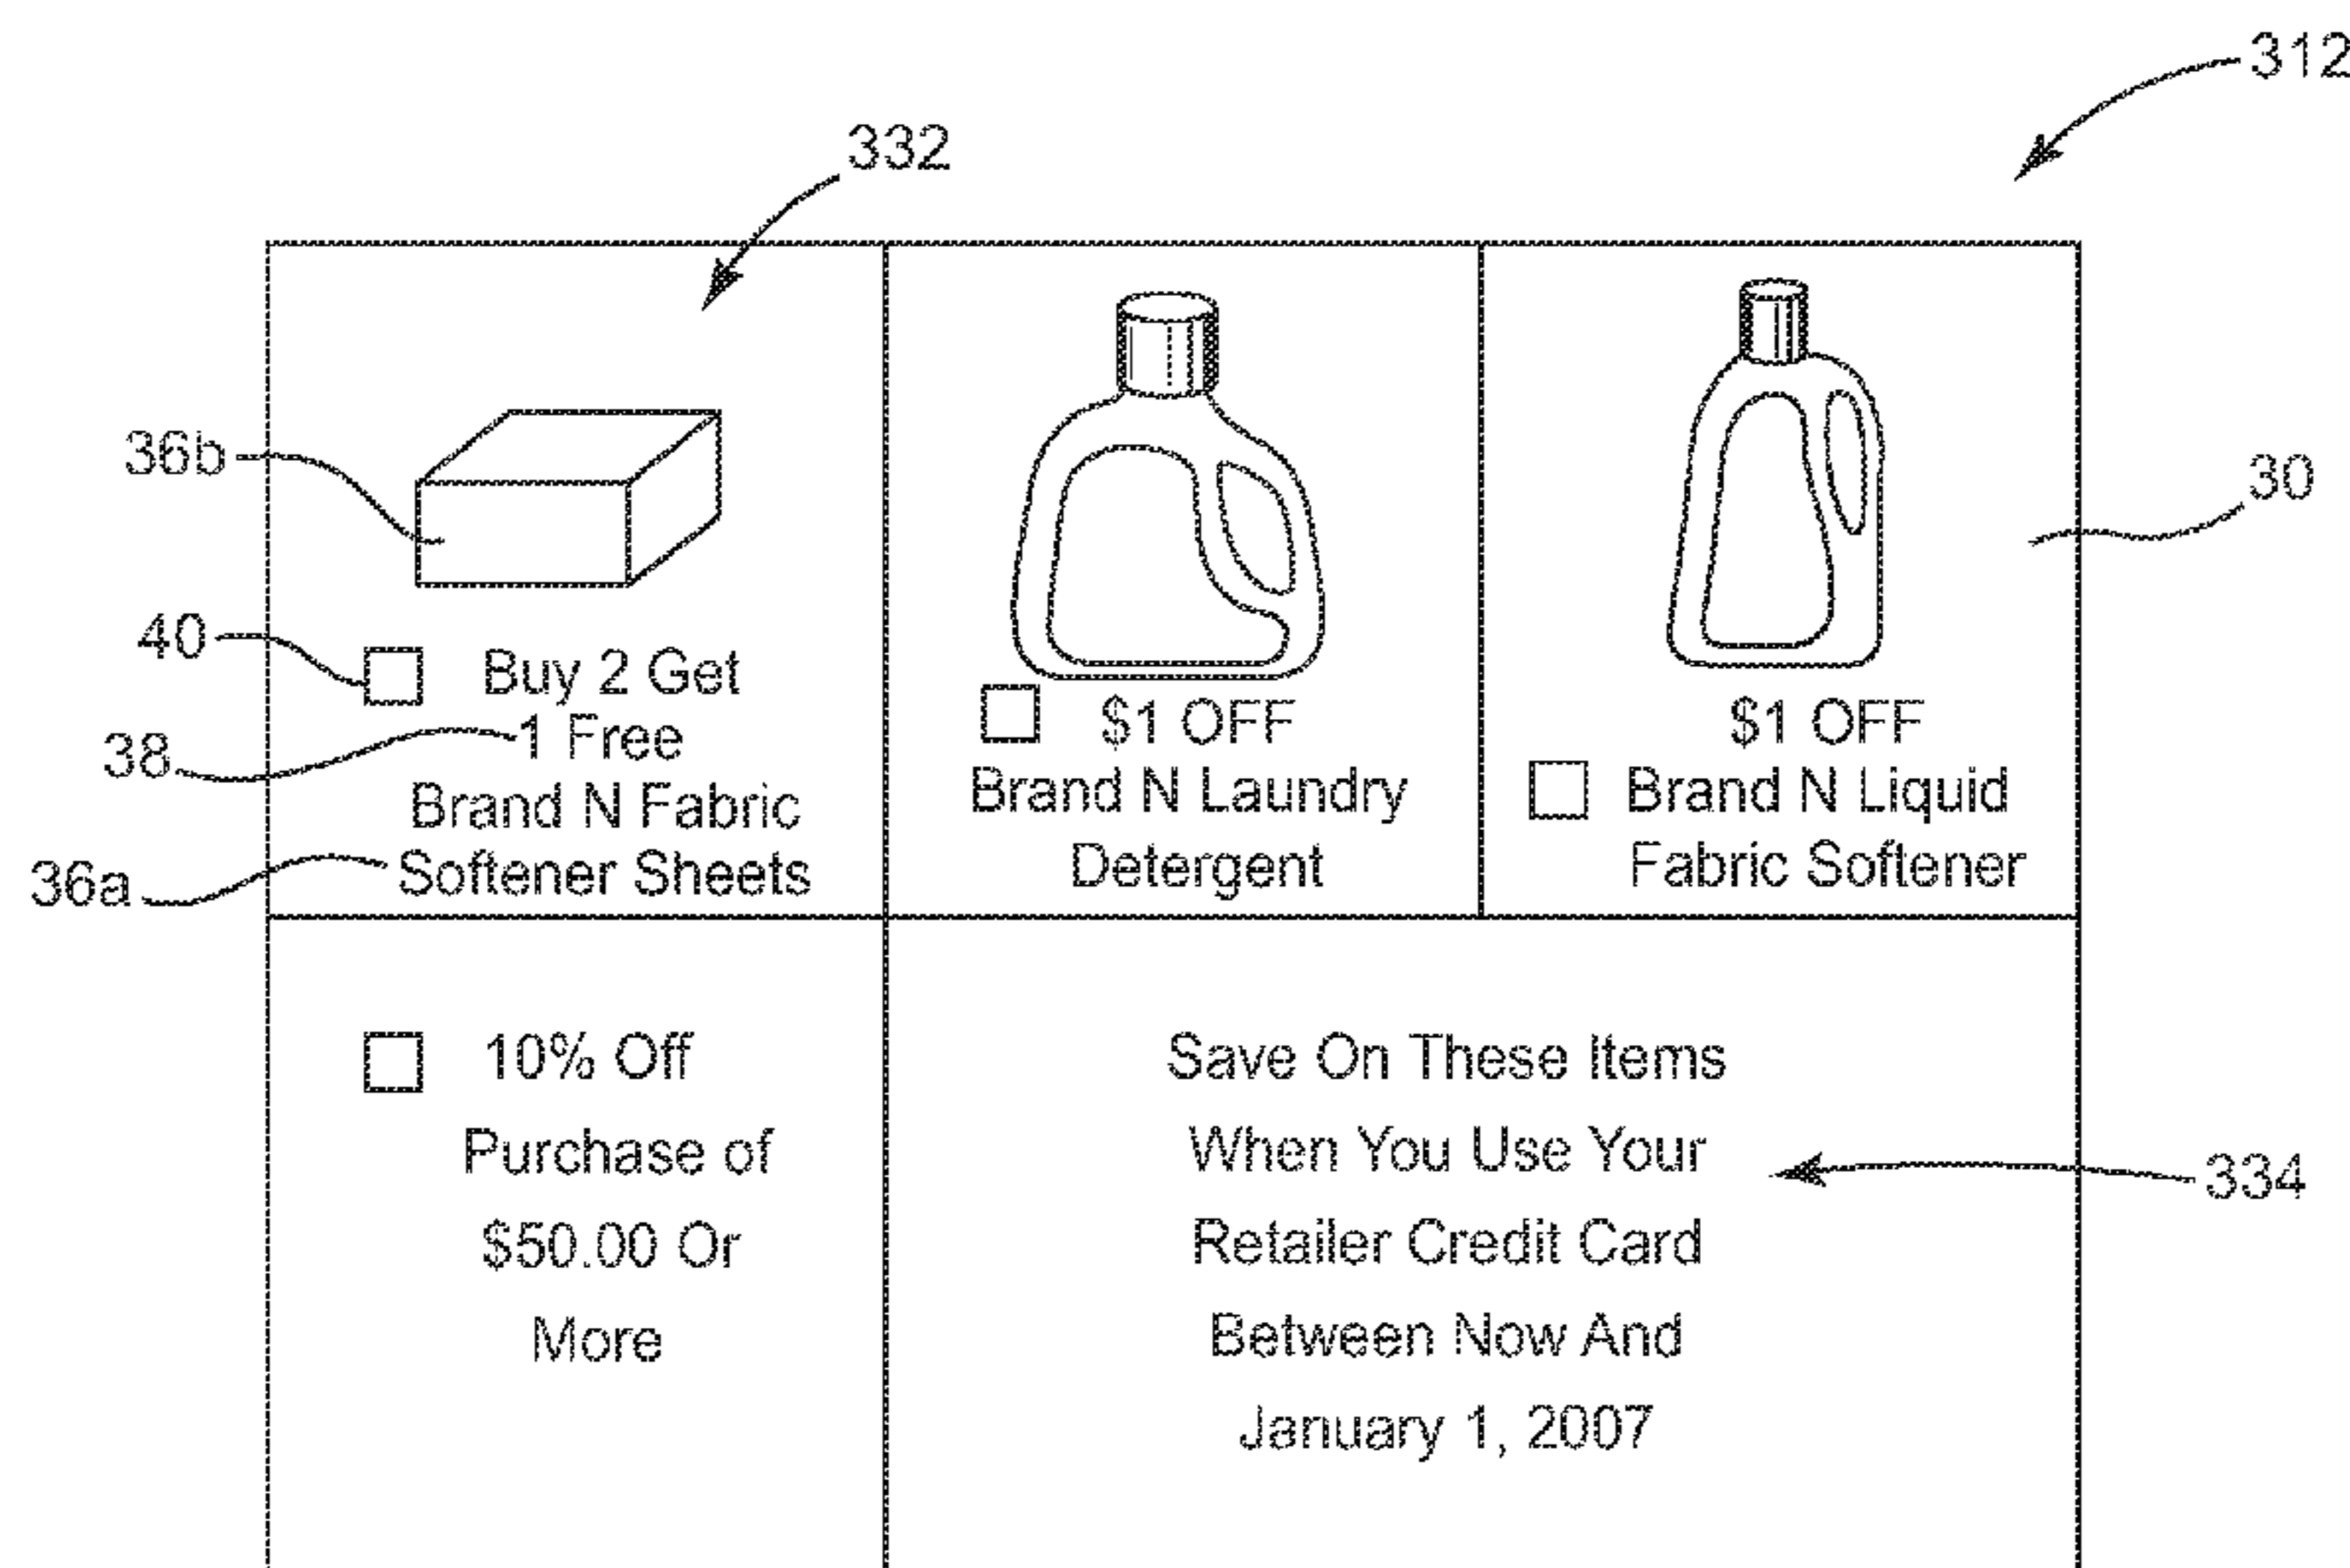 312
332
36b
30
40
Buy 2 Get
1 Free
38
Brand N Fabric
Softener Sheets
36a
$1 OFF
Brand N Laundry
Detergent
$1 OFF
Brand N Liquid
Fabric Softener
10% Off
Purchase of
$50.00 Or
More
Save On These Items
When You Use Your
Retailer Credit Card
Between Now And
January 1, 2007
334